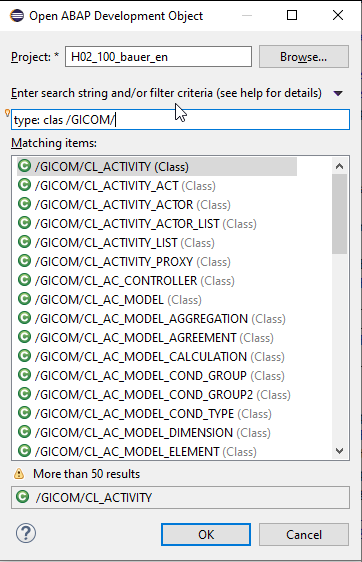 Open ABAP Development Object
Project: * H02_100_bauer_en Browse...
Enter search string and/or filter criteria (see help for details)
type: clas /GICOM/
Matching items:
/GICOM/CL_ACTIVITY (Class)
/GICOM/CL_ACTIVITY_ACT (Class)
/GICOM/CL_ACTIVITY_ACTOR (Class)
/GICOM/CL_ACTIVITY_ACTOR_LIST (Class)
/GICOM/CL_ACTIVITY_LIST (Class)
/GICOM/CL_ACTIVITY_PROXY (Class)
/GICOM/CL_AC_CONTROLLER (Class)
/GICOM/CL_AC_MODEL (Class)
/GICOM/CL_AC_MODEL_AGGREGATION (Class)
/GICOM/CL_AC_MODEL_AGREEMENT (Class)
/GICOM/CL_AC_MODEL_CALCULATION (Class)
/GICOM/CL_AC_MODEL_COND_GROUP (Class)
/GICOM/CL_AC_MODEL_COND_GROUP2 (Class)
/GICOM/CL_AC_MODEL_COND_TYPE (Class)
/GICOM/CL_AC_MODEL_DIMENSION (Class)
/GICOM/CL_AC_MODEL_ELEMENT (Class)
More than 50 results
/GICOM/CL_ACTIVITY
OK Cancel